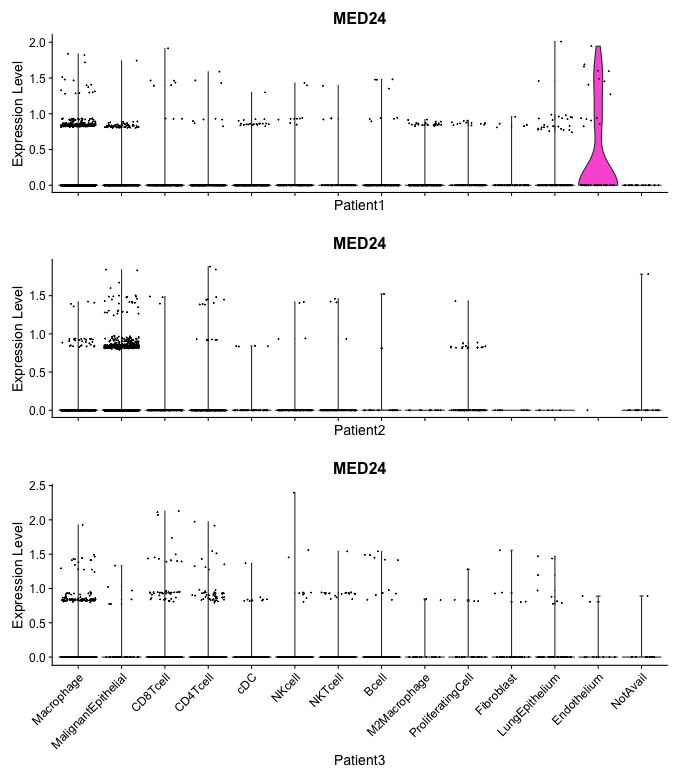 MED24
Expression Level
2.0
1.5
1.0
0.5
0.0
Patient1
MED24
Expression Level
1.5
1.0
0.5
0.0
Patient2
MED24
Expression Level
2.5
2.0
1.5
1.0
0.5
0.0
Macrophage
MalignantEpithelial
CD8Tcell
CD4Tcell
cDC
NKcell
NKTcell
Bcell
M2Macrophage
ProliferatingCell
Fibroblast
LungEpithelium
Endothelium
NotAvail
Patient3